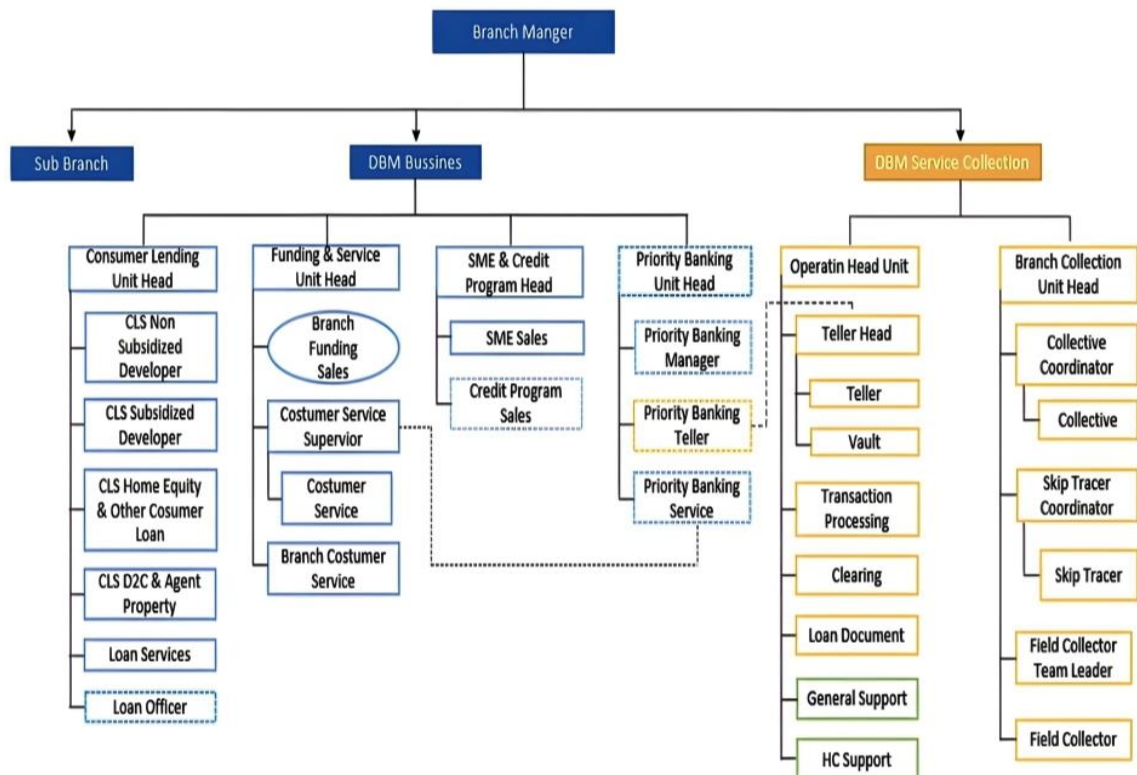 Branch Manger
Sub Branch
DBM Bussines
DBM Service Collection
Consumer Lending
Unit Head
CLS Non
Subsidized
Developer
CLS Subsidized
Developer
CLS Home Equity
& Other Cosumer
Loan
CLS D2C & Agent
Property
Loan Services
Loan Officer
Funding & Service
Unit Head
Branch
Funding
Sales
Costumer Service
Supervior
Costumer
Service
Branch Costumer
Service
SME & Credit
Program Head
SME Sales
Credit Program
Sales
Priority Banking
Unit Head
Priority Banking
Manager
Priority Banking
Teller
Priority Banking
Service
Operatin Head Unit
Teller Head
Teller
Vault
Transaction
Processing
Clearing
Loan Document
General Support
HC Support
Branch Collection
Unit Head
Collective
Coordinator
Collective
Skip Tracer
Coordinator
Skip Tracer
Field Collector
Team Leader
Field Collector